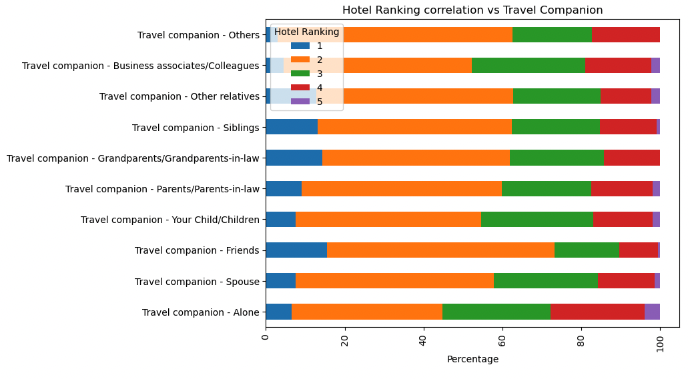 Hotel Ranking correlation vs Travel Companion
Hotel Ranking
1
2
3
4
5
Travel companion - Others
Travel companion - Business associates/Colleagues
Travel companion - Other relatives
Travel companion - Siblings
Travel companion - Grandparents/Grandparents-in-law
Travel companion - Parents/Parents-in-law
Travel companion - Your Child/Children
Travel companion - Friends
Travel companion - Spouse
Travel companion - Alone
0
20
40
60
80
100
Percentage